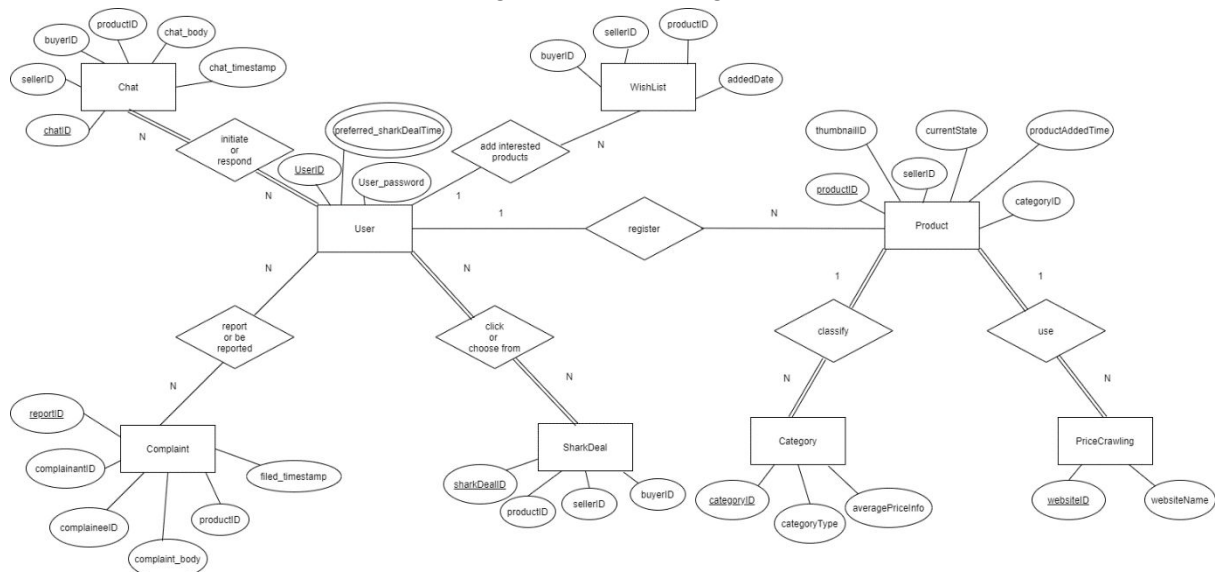 productID
buyerID
chat_body
sellerID
chat_timestamp
Chat
chatID
N
initiate
or
respond
N
sellerID
productID
buyerID
addedDate
WishList
N
add interested
products
1
preferred_sharkDealTime
UserID
User_password
User
1
register
N
thumbnailID
currentState
productAddedTime
sellerID
productID
categoryID
Product
N
report
or be
reported
N
N
click
or
choose from
N
1
classify
N
1
use
N
reportID
complainantID
complaineeID
complaint_body
productID
filed_timestamp
Complaint
SharkDeal
sharkDealID
productID
sellerID
buyerID
Category
categoryID
categoryType
averagePriceInfo
PriceCrawling
websiteID
websiteName